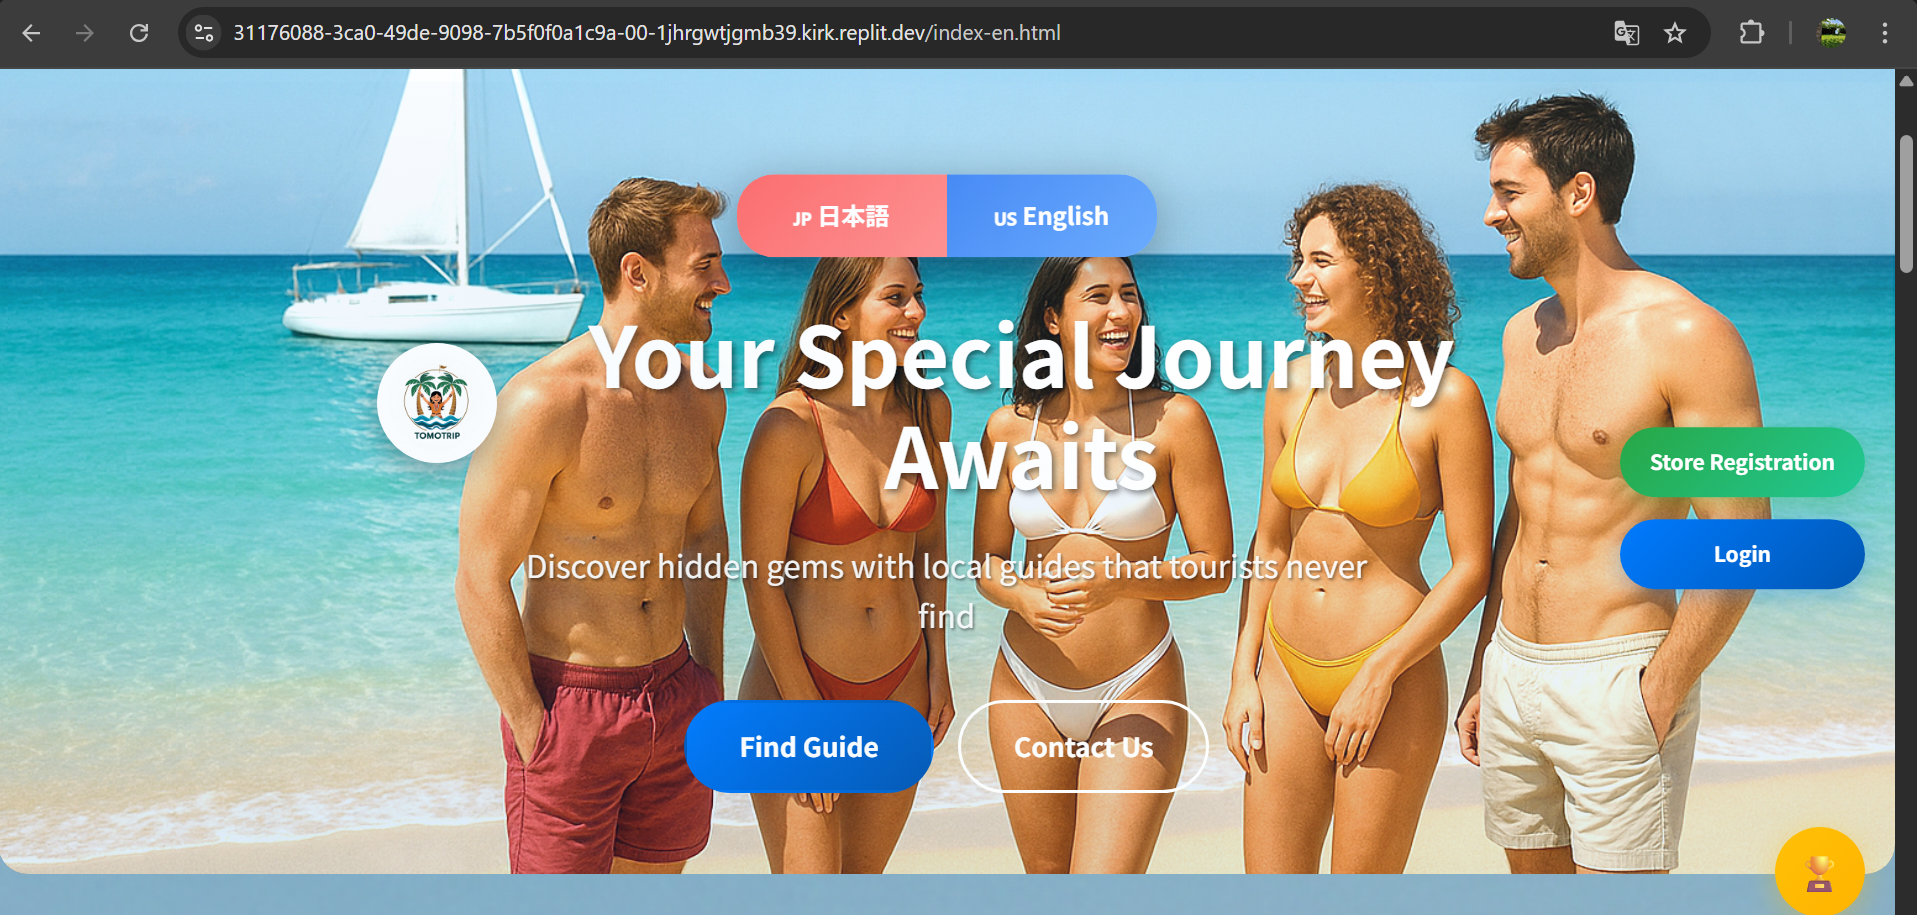 31176088-3ca0-49de-9098-7b5f0f0a1c9a-00-1jhrgwtjgmb39.kirk.replit.dev/index-en.html
JP 日本語
US English
Your Special Journey
Awaits
TOMOTRIP
Store Registration
Login
Discover hidden gems with local guides that tourists never
find
Find Guide
Contact Us